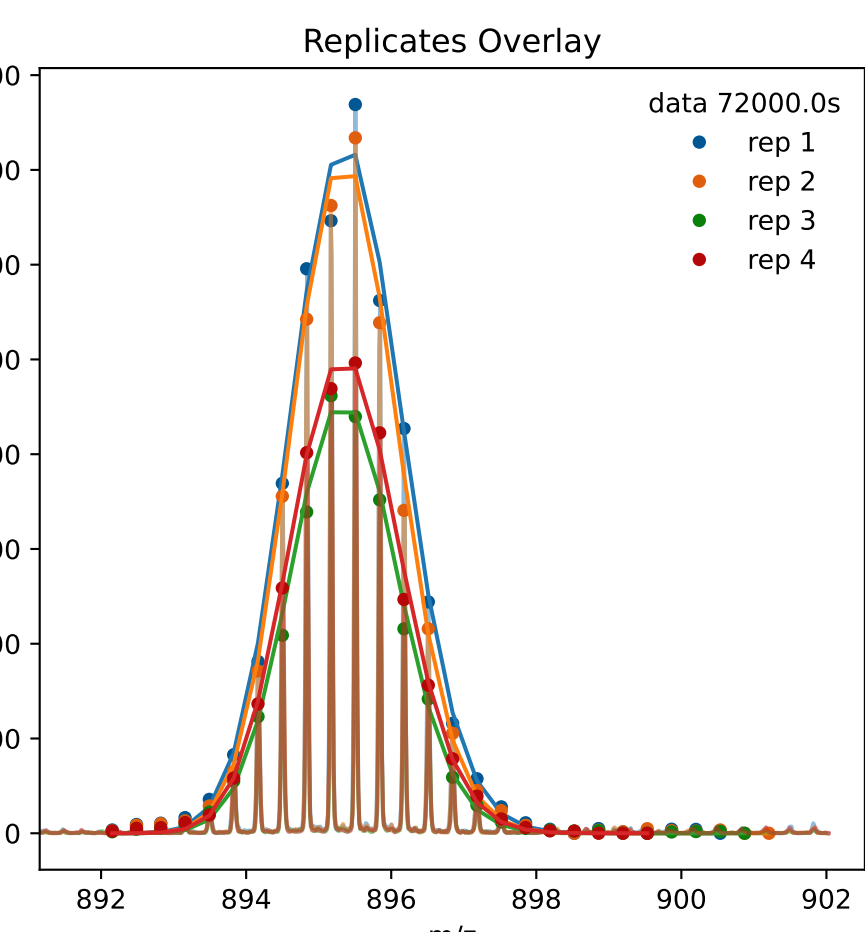 Replicates Overlay
data 72000.0s
rep 1
rep 2
rep 3
rep 4
0
892 894 896 898 900 902